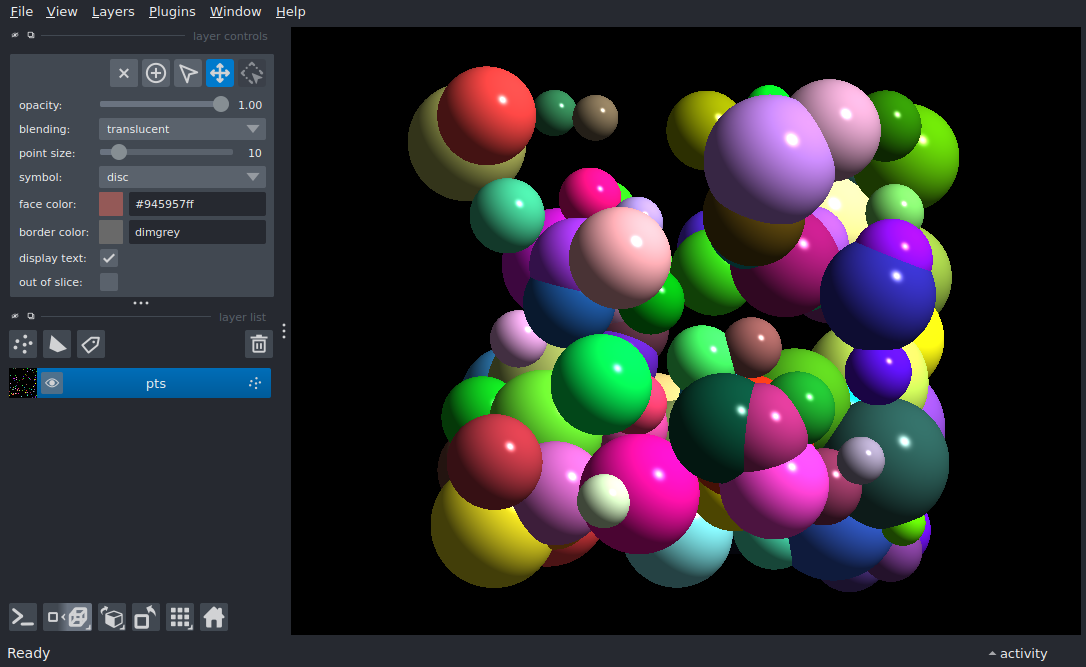 File View Layers Plugins Window Help
layer controls
opacity: 1.00
blending: translucent
point size: 10
symbol: disc
face color: #945957ff
border color: dimgrey
display text:
out of slice:
layer list
pts
Ready
activity